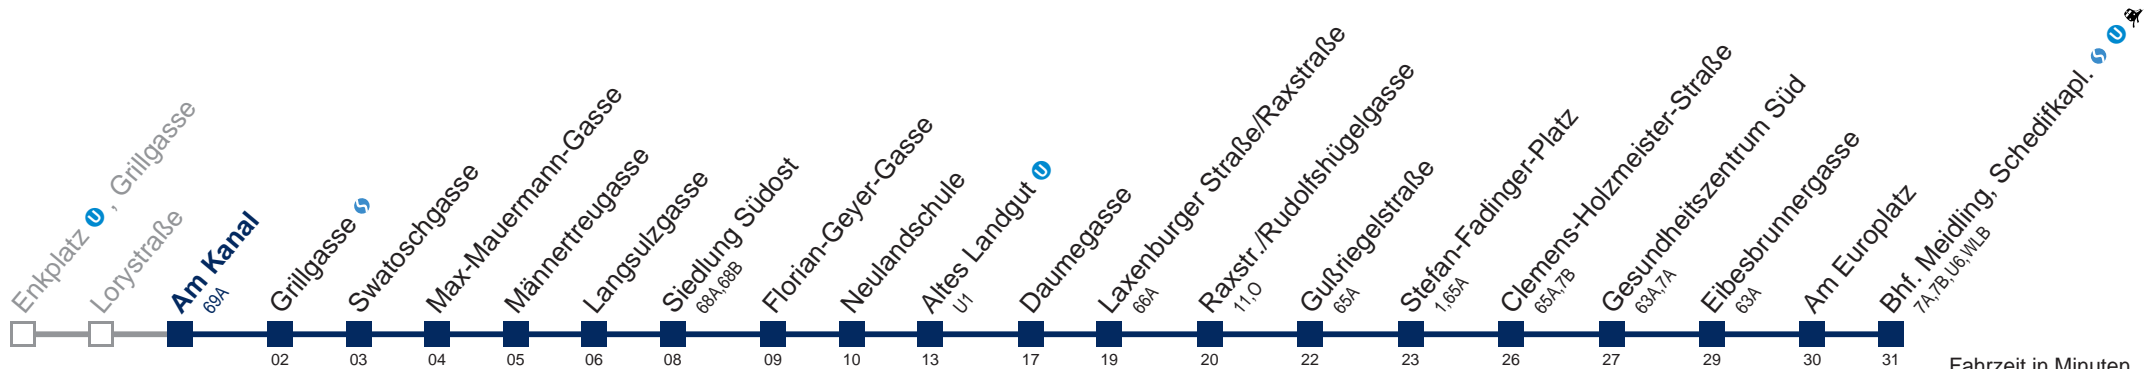 Enkplatz U , Grillgasse
Lorystraße
Am Kanal
69A
Grillgasse S
02
Swatoschgasse
03
Max-Mauermann-Gasse
04
Männertreugasse
05
Langsulzgasse
06
Siedlung Südost
68A,68B
08
Florian-Geyer-Gasse
09
Neulandschule
10
Altes Landgut U
U1
13
Daumegasse
17
Laxenburger Straße/Raxstraße
66A
19
Raxstr./Rudolfshügelgasse
11,O
20
Gußriegelstraße
65A
22
Stefan-Fadinger-Platz
1,65A
23
Clemens-Holzmeister-Straße
65A,7B
26
Gesundheitszentrum Süd
63A,7A
27
Eibesbrunnergasse
63A
29
Am Europlatz
30
Bhf. Meidling, Schedifkapl. S U
7A,7B,U6,WLB
31
Fahrzeit in Minuten